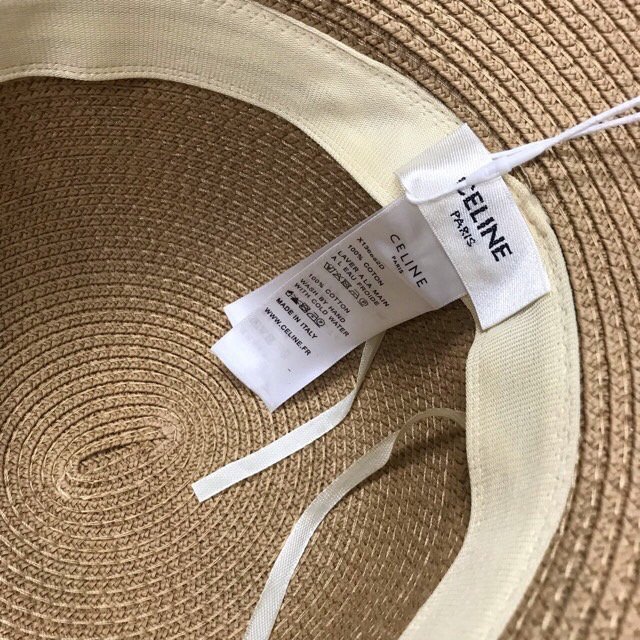 CELINE
PARIS
CELINE
PARIS
100% COTTON
LAVER A LA MAIN
A L'EAU FROIDE
100% COTTON
WASH BY HAND
WITH COLD WATER
MADE IN ITALY
WWW.CELINE.FR